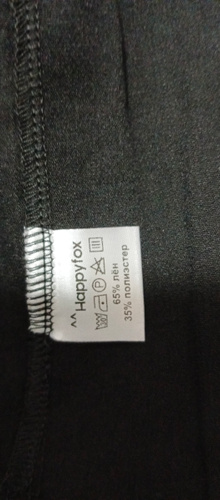 ^^ Happyfox
65% лён
35% полиэстер